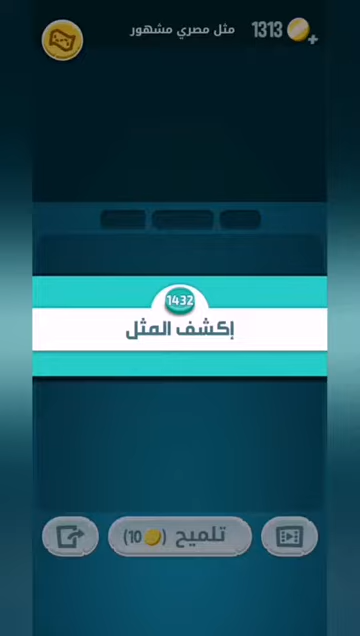 مثل مصري مشهور
1313
1432
إكشف المثل
تلميح (10)